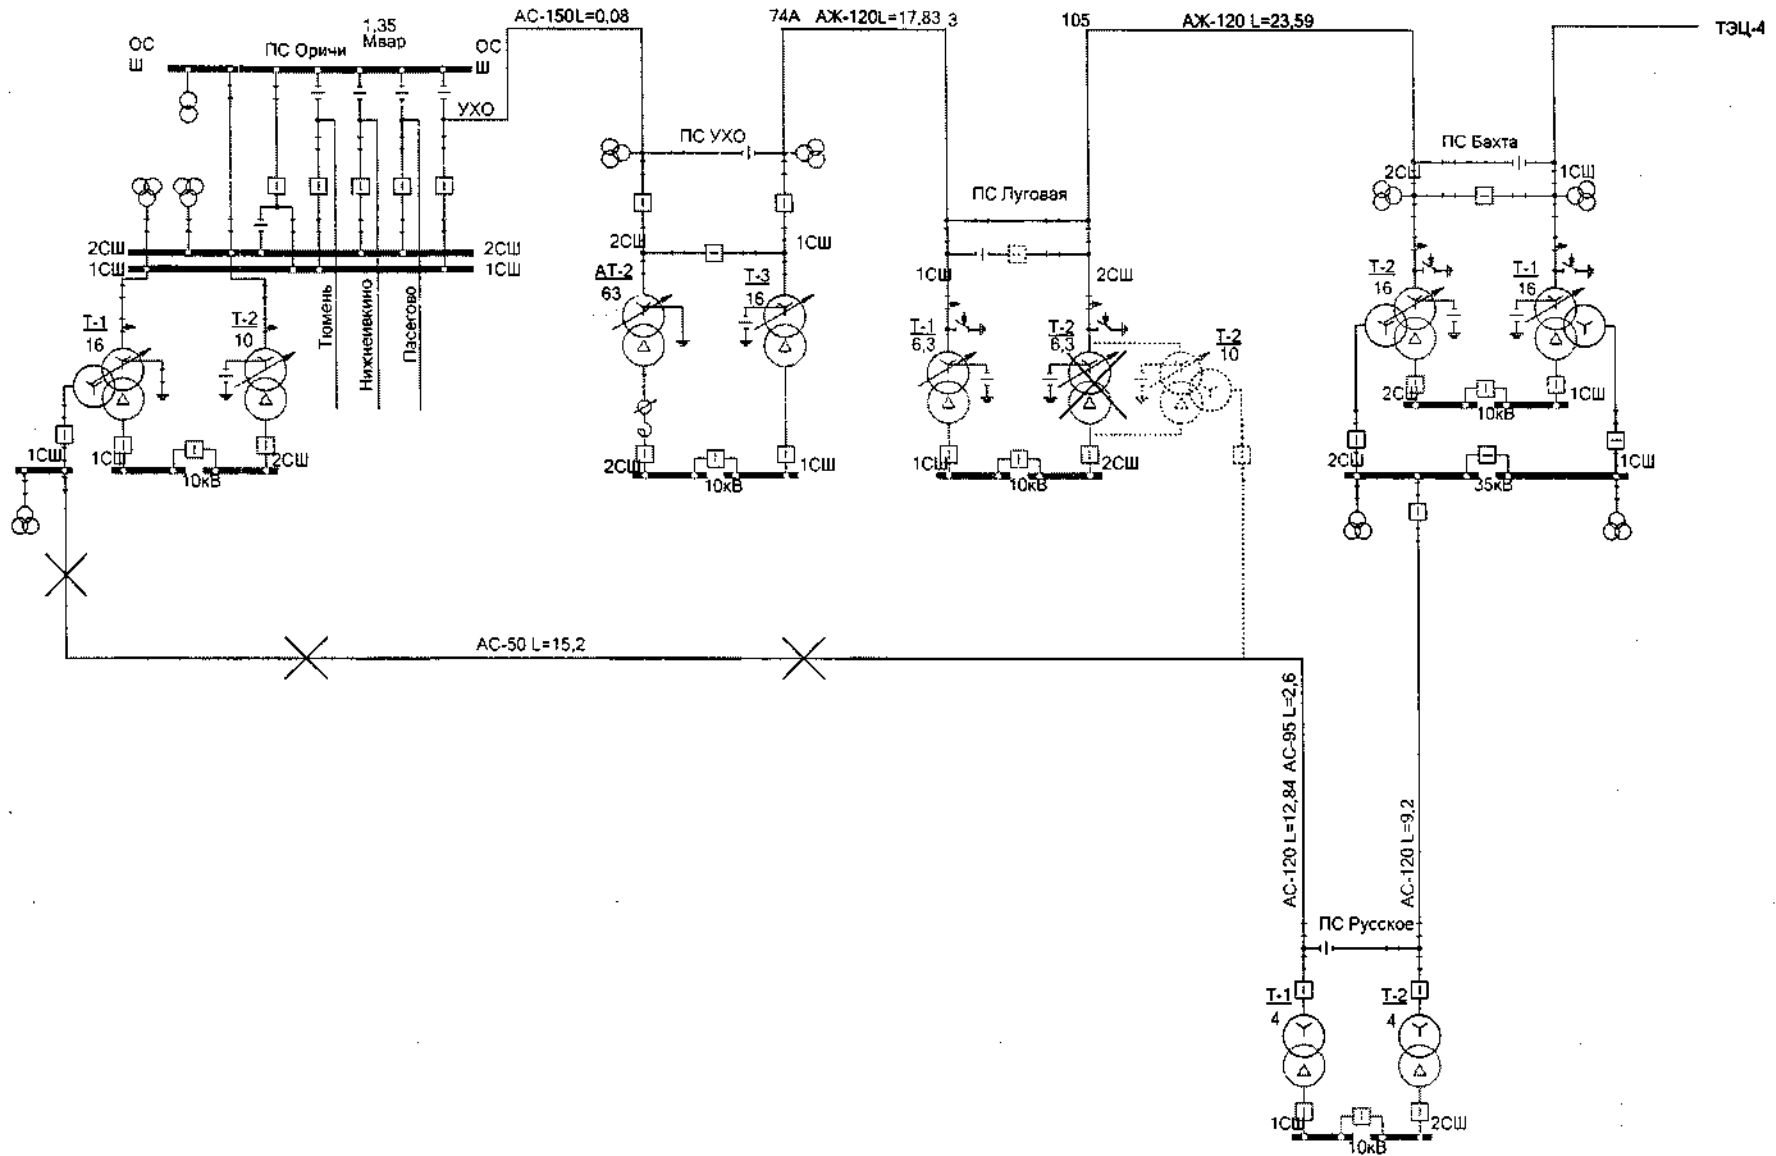 АС-150L=0,08
74А АЖ-120L=17,83 3
105
АЖ-120 L=23,59
ТЭЦ-4
ОС
Ш
ПС Оричи
1,35
Мвар
ОС
Ш
УХО
ПС УХО
ПС Луговая
ПС Бахта
2СШ
1СШ
2СШ
2СШ
1СШ
1СШ
2СШ
1СШ
1СШ
2СШ
АТ-2
63
Т-3
16
Т-2
16
Т-1
16
Т-1
16
Т-2
10
Тюмень
Нижнеивкино
Пасегово
Т-1
6,3
Т-2
6,3
Т-2
10
2СШ
1СШ
10кВ
1СШ
1СШ
2СШ
10кВ
2СШ
1СШ
10кВ
1СШ
2СШ
10кВ
2СШ
1СШ
35кВ
АС-50 L=15,2
АС-120 L=12,84 АС-95 L=2,6
АС-120 L=9,2
ПС Русское
Т-1
4
Т-2
4
1СШ
2СШ
10кВ